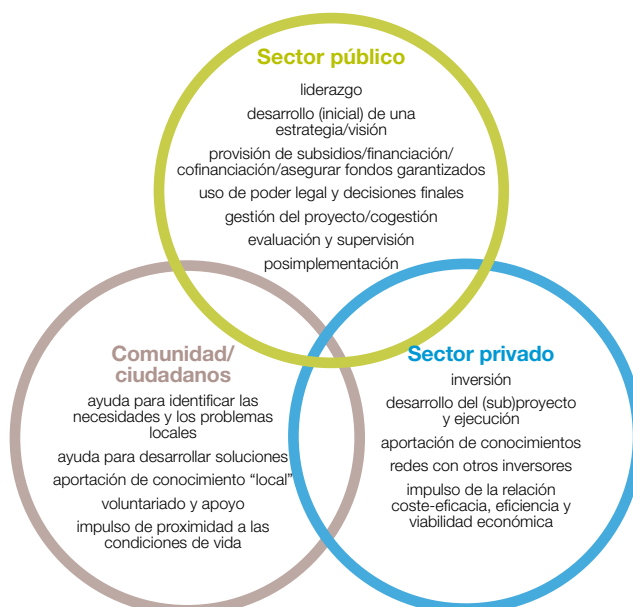 Sector público
liderazgo
desarrollo (inicial) de una
estrategia/visión
provisión de subsidios/financiación/
cofinanciación/asegurar fondos garantizados
uso de poder legal y decisiones finales
gestión del proyecto/cogestión
evaluación y supervisión
posimplementación
Comunidad/
ciudadanos
ayuda para identificar las
necesidades y los problemas
locales
ayuda para desarrollar soluciones
aportación de conocimiento “local”
voluntariado y apoyo
impulso de proximidad a las
condiciones de vida
Sector privado
inversión
desarrollo del (sub)proyecto
y ejecución
aportación de conocimientos
redes con otros inversores
impulso de la relación
coste-eficacia, eficiencia y
viabilidad económica